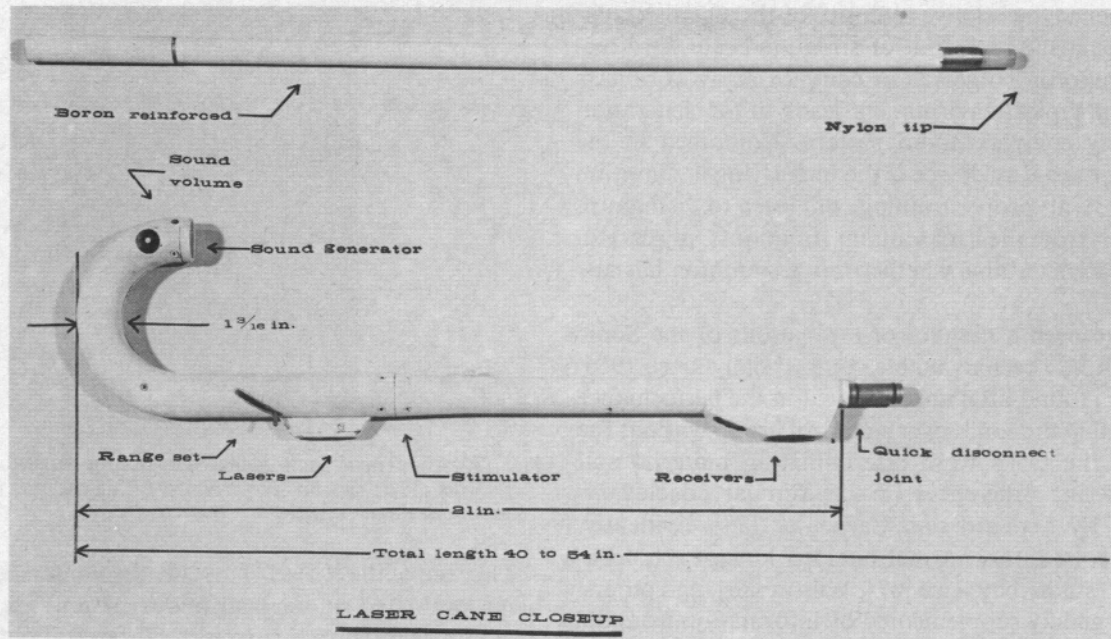 Boron reinforced
Nylon tip
Sound
volume
Sound generator
1 3/16 in.
Range set
Lasers
Stimulator
Receivers
Quick disconnect
joint
21in.
Total length 40 to 54 in.
LASER CANE CLOSEUP